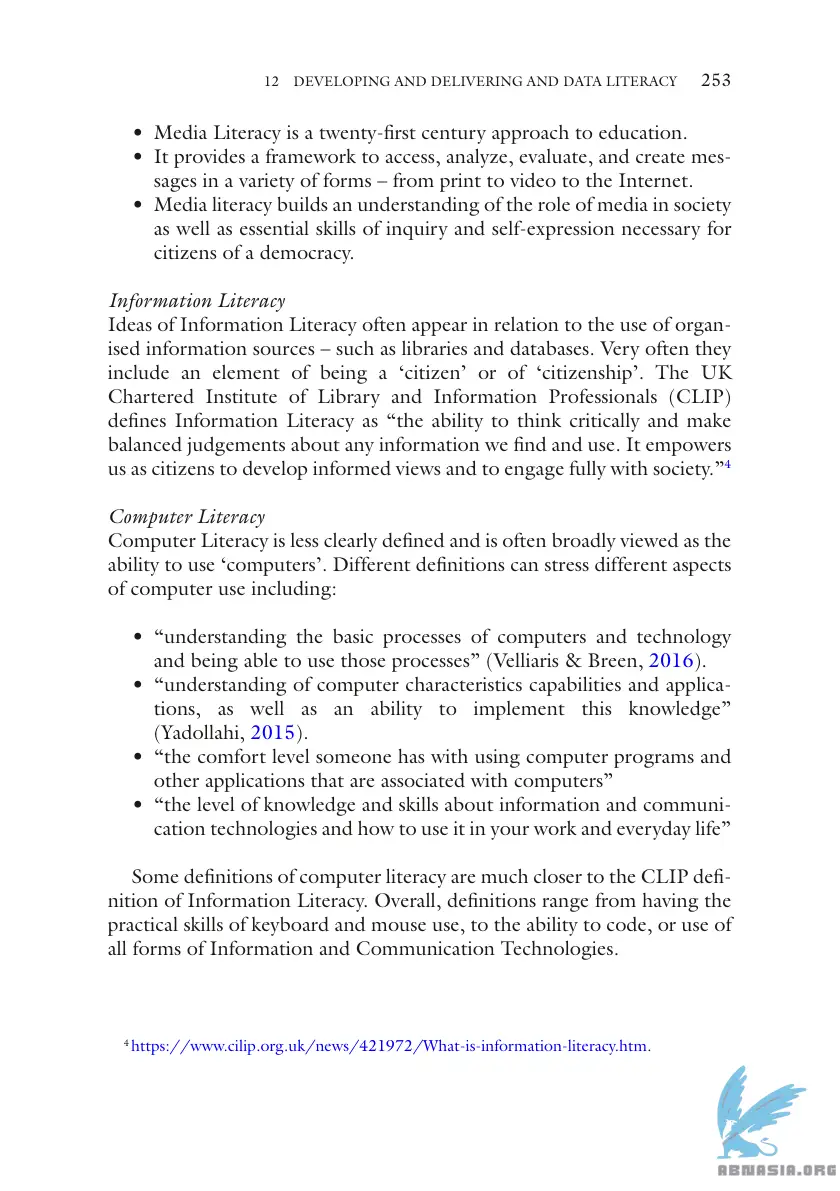 12 DEVELOPING AND DELIVERING AND DATA LITERACY 253
• Media Literacy is a twenty-first century approach to education.
• It provides a framework to access, analyze, evaluate, and create mes-
sages in a variety of forms – from print to video to the Internet.
• Media literacy builds an understanding of the role of media in society
as well as essential skills of inquiry and self-expression necessary for
citizens of a democracy.
Information Literacy
Ideas of Information Literacy often appear in relation to the use of organ-
ised information sources – such as libraries and databases. Very often they
include an element of being a ‘citizen’ or of ‘citizenship’. The UK
Chartered Institute of Library and Information Professionals (CLIP)
defines Information Literacy as “the ability to think critically and make
balanced judgements about any information we find and use. It empowers
us as citizens to develop informed views and to engage fully with society.”4
Computer Literacy
Computer Literacy is less clearly defined and is often broadly viewed as the
ability to use ‘computers’. Different definitions can stress different aspects
of computer use including:
• “understanding the basic processes of computers and technology
and being able to use those processes” (Velliaris & Breen, 2016).
• “understanding of computer characteristics capabilities and applica-
tions, as well as an ability to implement this knowledge”
(Yadollahi, 2015).
• “the comfort level someone has with using computer programs and
other applications that are associated with computers”
• “the level of knowledge and skills about information and communi-
cation technologies and how to use it in your work and everyday life”
Some definitions of computer literacy are much closer to the CLIP defi-
nition of Information Literacy. Overall, definitions range from having the
practical skills of keyboard and mouse use, to the ability to code, or use of
all forms of Information and Communication Technologies.
4 https://www.cilip.org.uk/news/421972/What-is-information-literacy.htm.
ABNASIA.ORG